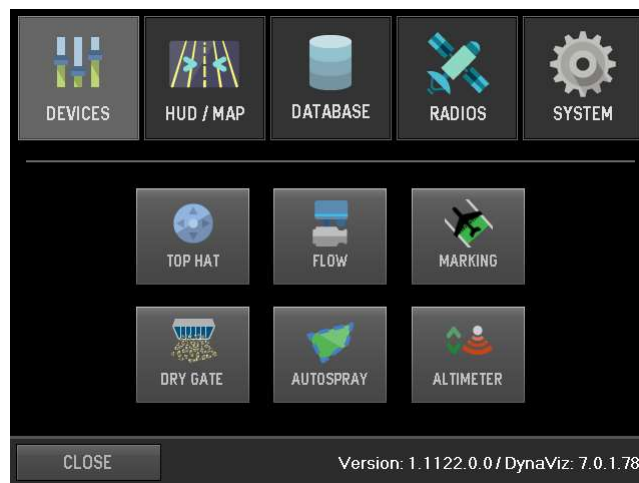 DEVICES
HUD / MAP
DATABASE
RADIOS
SYSTEM
TOP HAT
FLOW
MARKING
DRY GATE
AUTOSPRAY
ALTIMETER
CLOSE
Version: 1.1122.0.0 / DynaViz: 7.0.1.78